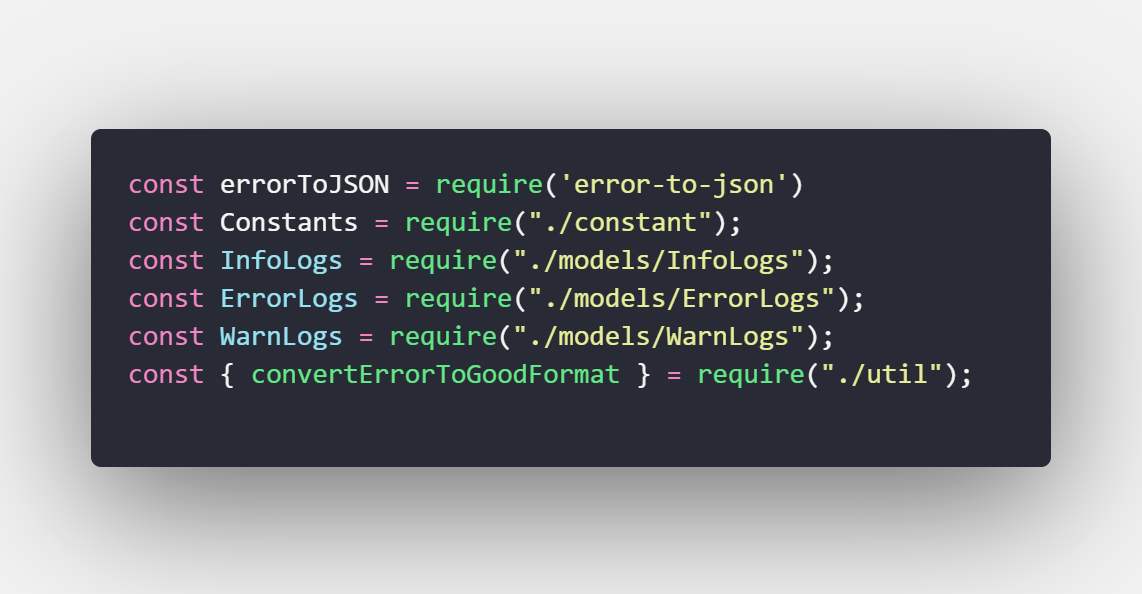 const errorToJSON = require('error-to-json')
const Constants = require("./constant");
const InfoLogs = require("./models/InfoLogs");
const ErrorLogs = require("./models/ErrorLogs");
const WarnLogs = require("./models/WarnLogs");
const { convertErrorToGoodFormat } = require("./util");